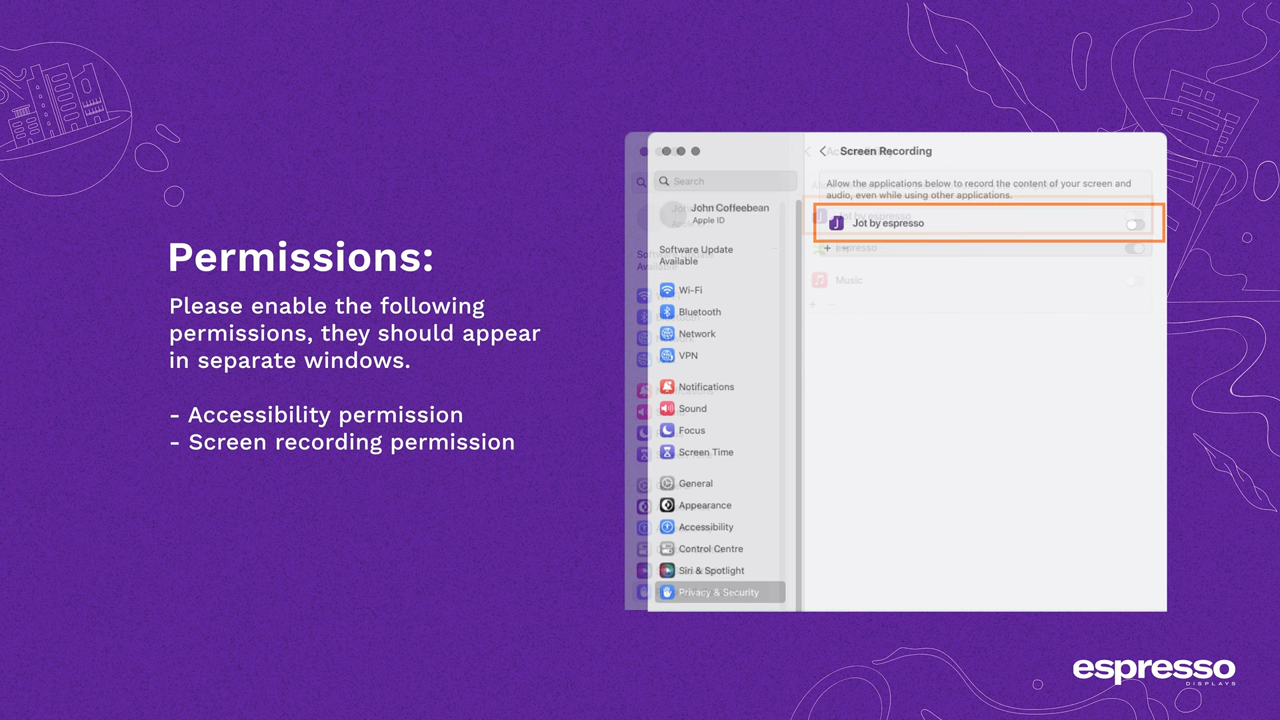 Permissions:
Please enable the following
permissions, they should appear
in separate windows.
- Accessibility permission
- Screen recording permission
Search
John Coffeebean
Apple ID
Software Update
Available
Wi-Fi
Bluetooth
Network
VPN
Notifications
Sound
Focus
Screen Time
General
Appearance
Accessibility
Control Centre
Siri & Spotlight
Privacy & Security
Screen Recording
Allow the applications below to record the content of your screen and
audio, even while using other applications.
Jot by espresso
Jot by espresso
espresso
Music
espresso
DISPLAYS